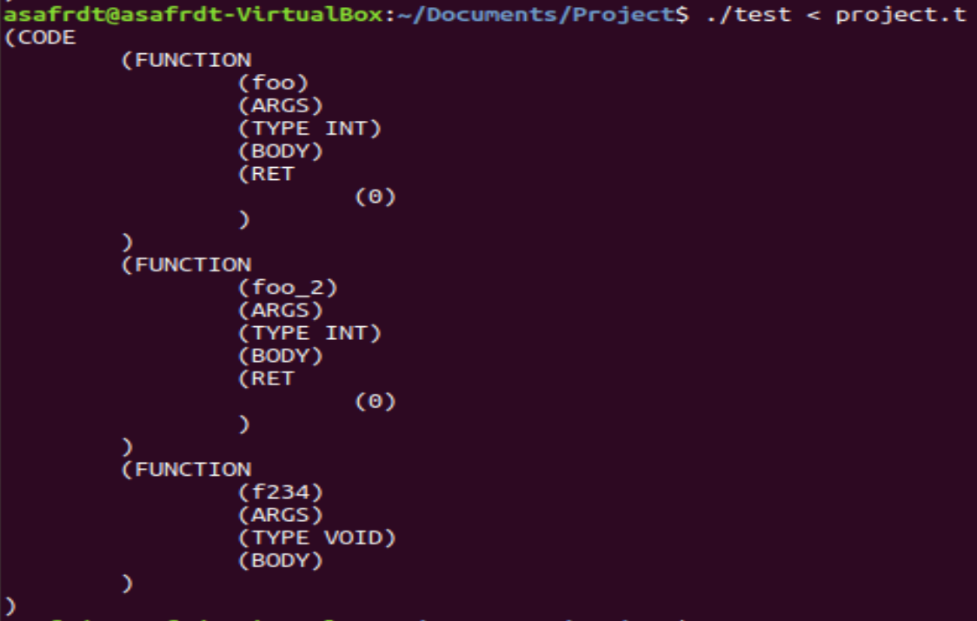 asafrdt@asafrdt-VirtualBox:~/Documents/Project$ ./test < project.t
(CODE
        (FUNCTION
                (foo)
                (ARGS)
                (TYPE INT)
                (BODY)
                (RET
                        (0)
                )
        )
        (FUNCTION
                (foo_2)
                (ARGS)
                (TYPE INT)
                (BODY)
                (RET
                        (0)
                )
        )
        (FUNCTION
                (f234)
                (ARGS)
                (TYPE VOID)
                (BODY)
        )
)